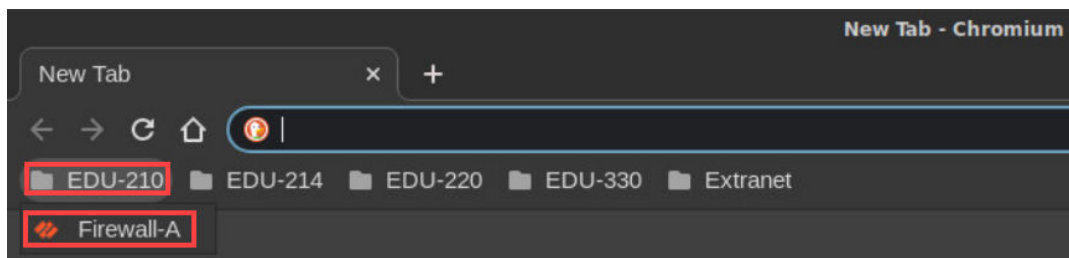 New Tab - Chromium
New Tab
EDU-210 EDU-214 EDU-220 EDU-330 Extranet
Firewall-A